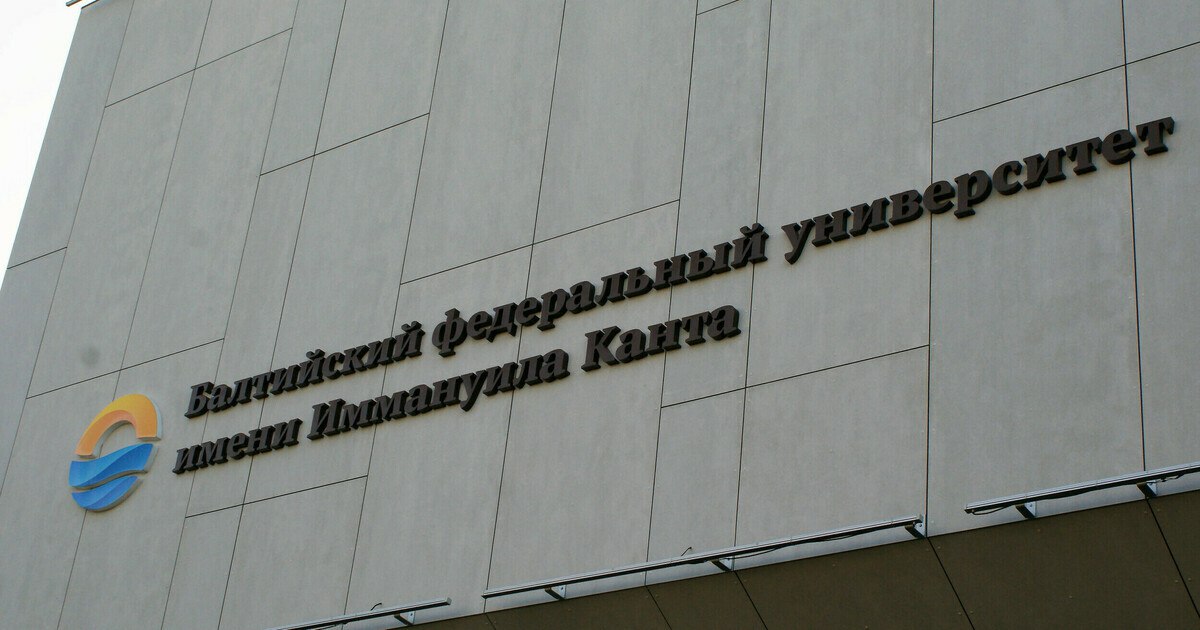 Балтийский федеральный университет
имени Иммануила Канта